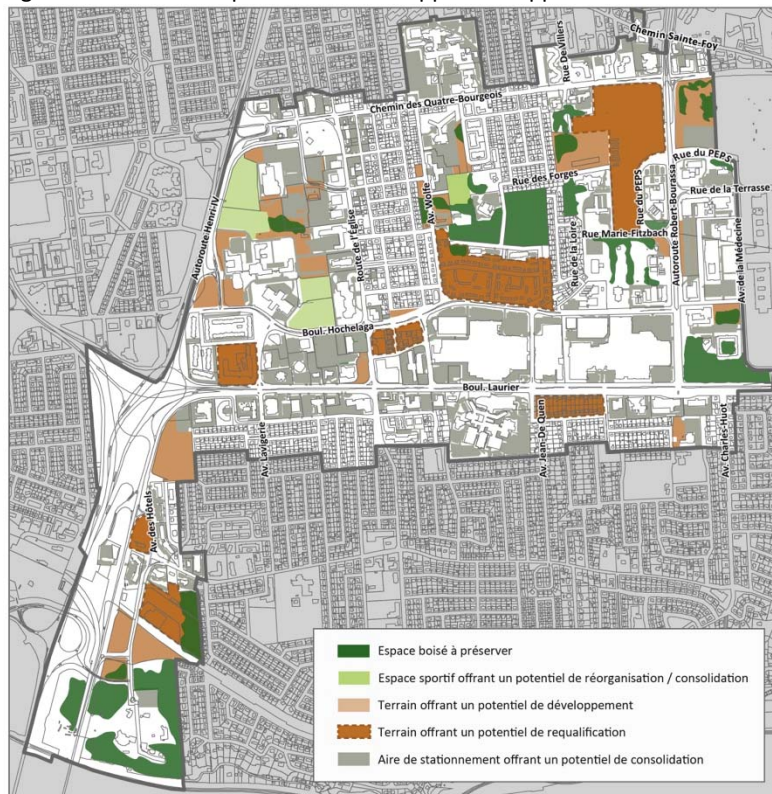 Chemin Sainte-Foy
Rue De Villers
Chemin des Quatre-Bourgeois
Rue du PEPS
Rue des Forges
Rue de la Terrasse
Autoroute Henri-IV
Route de l'Église
Av. Wolfe
Rue de la Loire
Rue du PEPS
Rue Marie-Fitzbach
Autoroute Robert-Bourassa
Av. de la Médecine
Boul. Hochelaga
Boul. Laurier
Av. Lavigerie
Av. Jean-De Quen
Av. Charles-Huot
Av. des Hôtels
Espace boisé à préserver
Espace sportif offrant un potentiel de réorganisation / consolidation
Terrain offrant un potentiel de développement
Terrain offrant un potentiel de requalification
Aire de stationnement offrant un potentiel de consolidation